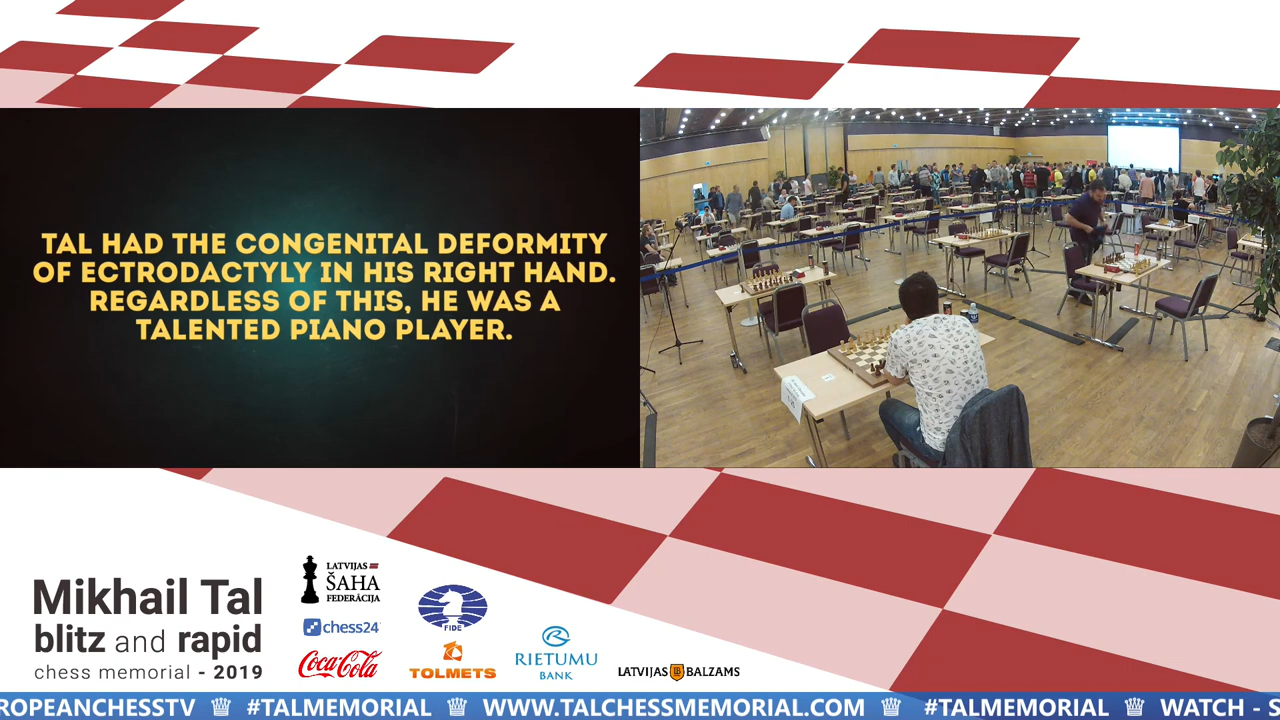 TAL HAD THE CONGENITAL DEFORMITY
OF ECTRODACTYLY IN HIS RIGHT HAND.
REGARDLESS OF THIS, HE WAS A
TALENTED PIANO PLAYER.
Mikhail Tal
blitz and rapid
chess memorial - 2019
LATVIJAS
ŠAHA
FEDERĀCIJA
chess24
Coca-Cola
FIDE
TOLMETS
RIETUMU
BANK
LATVIJAS BALZAMS
ROPEANCHESSTV #TALMEMORIAL WWW.TALCHESSMEMORIAL.COM #TALMEMORIAL WATCH - S